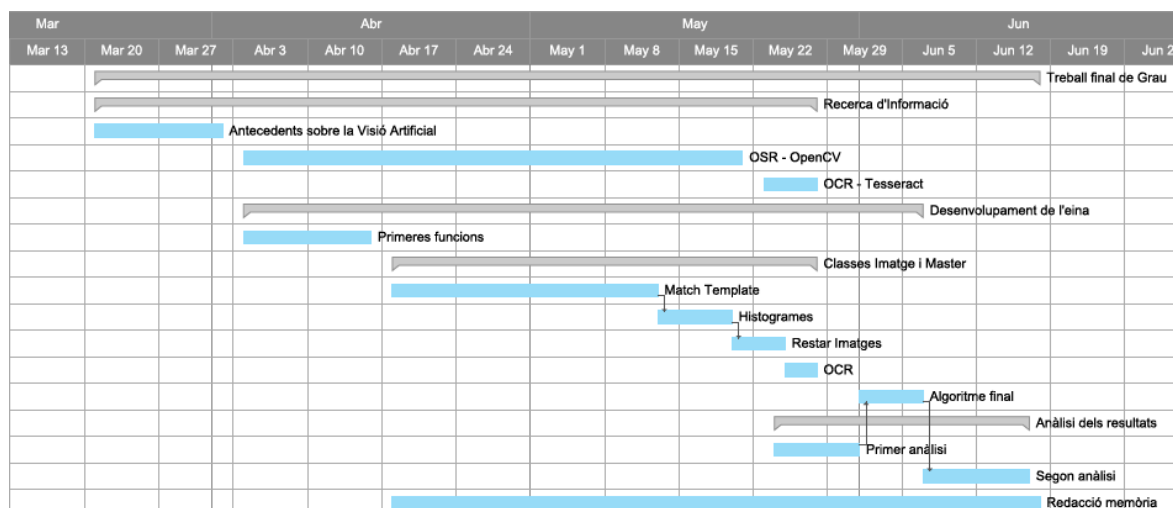 Mar Abr May Jun
Mar 13 Mar 20 Mar 27 Abr 3 Abr 10 Abr 17 Abr 24 May 1 May 8 May 15 May 22 May 29 Jun 5 Jun 12 Jun 19 Jun 2
Treball final de Grau
Recerca d'Informació
Antecedents sobre la Visió Artificial
OSR - OpenCV
OCR - Tesseract
Desenvolupament de l'eina
Primeres funcions
Classes Imatge i Master
Match Template
Histogrames
Restar Imatges
OCR
Algoritme final
Anàlisi dels resultats
Primer anàlisi
Segon anàlisi
Redacció memòria